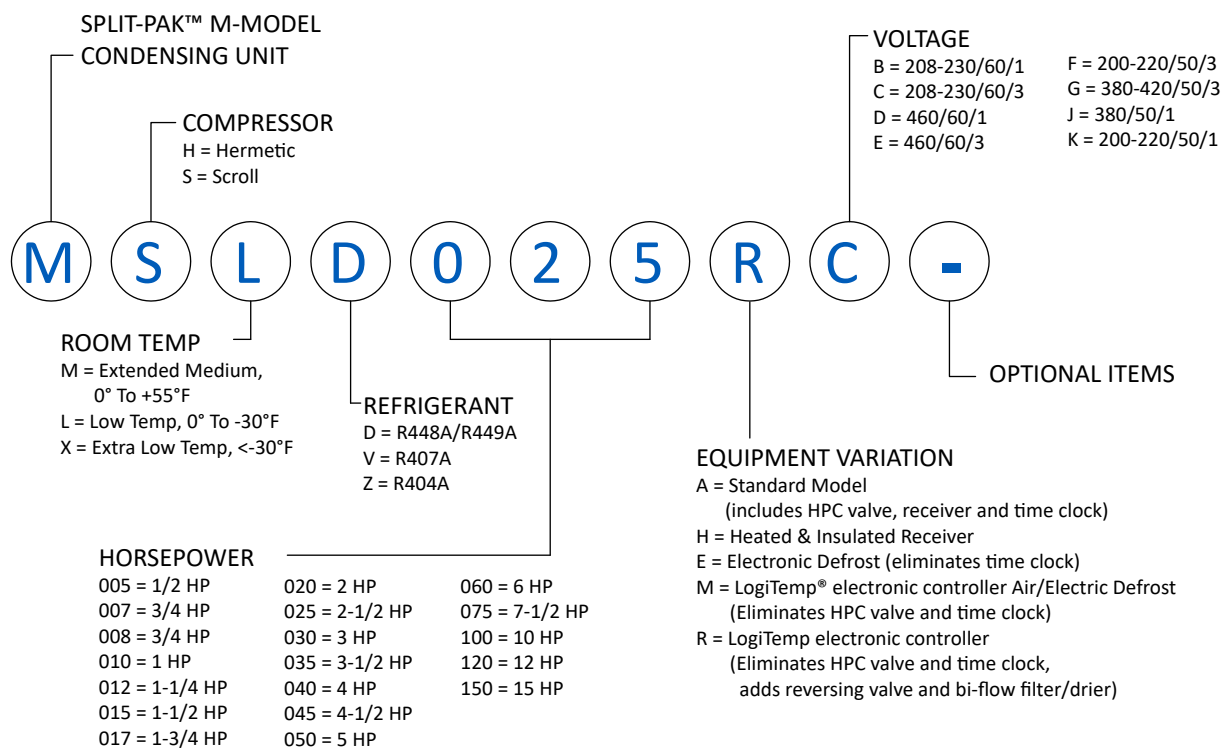 SPLIT-PAK™ M-MODEL
CONDENSING UNIT
COMPRESSOR
H = Hermetic
S = Scroll
VOLTAGE
B = 208-230/60/1
C = 208-230/60/3
D = 460/60/1
E = 460/60/3
F = 200-220/50/3
G = 380-420/50/3
J = 380/50/1
K = 200-220/50/1
M S L D 0 2 5 R C -
ROOM TEMP
M = Extended Medium,
0° To +55°F
L = Low Temp, 0° To -30°F
X = Extra Low Temp, <-30°F
REFRIGERANT
D = R448A/R449A
V = R407A
Z = R404A
OPTIONAL ITEMS
EQUIPMENT VARIATION
A = Standard Model
(includes HPC valve, receiver and time clock)
H = Heated & Insulated Receiver
E = Electronic Defrost (eliminates time clock)
M = LogiTemp® electronic controller Air/Electric Defrost
(Eliminates HPC valve and time clock)
R = LogiTemp electronic controller
(Eliminates HPC valve and time clock,
adds reversing valve and bi-flow filter/drier)
HORSEPOWER
005 = 1/2 HP
007 = 3/4 HP
008 = 3/4 HP
010 = 1 HP
012 = 1-1/4 HP
015 = 1-1/2 HP
017 = 1-3/4 HP
020 = 2 HP
025 = 2-1/2 HP
030 = 3 HP
035 = 3-1/2 HP
040 = 4 HP
045 = 4-1/2 HP
050 = 5 HP
060 = 6 HP
075 = 7-1/2 HP
100 = 10 HP
120 = 12 HP
150 = 15 HP